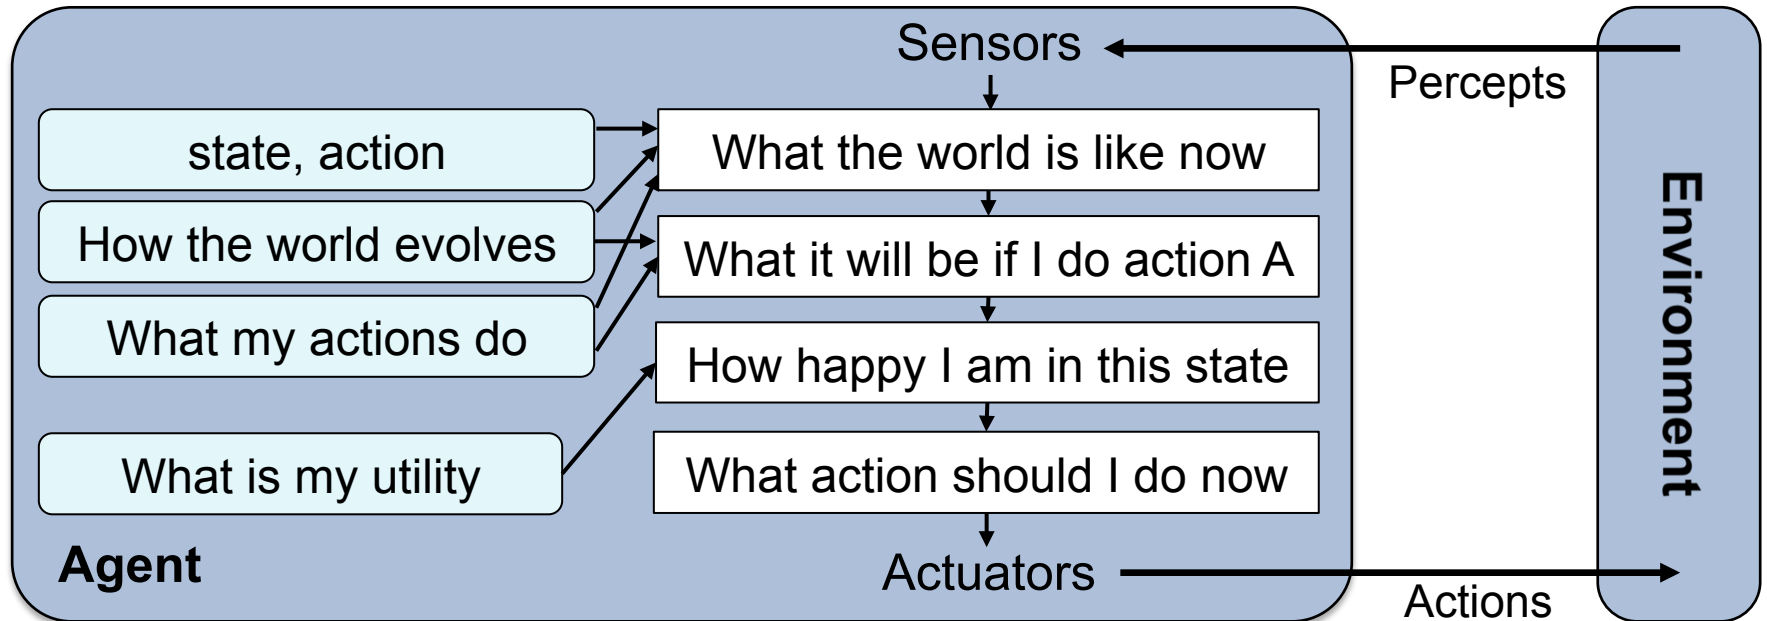 Sensors
Percepts
state, action
What the world is like now
How the world evolves
What it will be if I do action A
What my actions do
How happy I am in this state
What is my utility
What action should I do now
Agent
Actuators
Actions
Environment